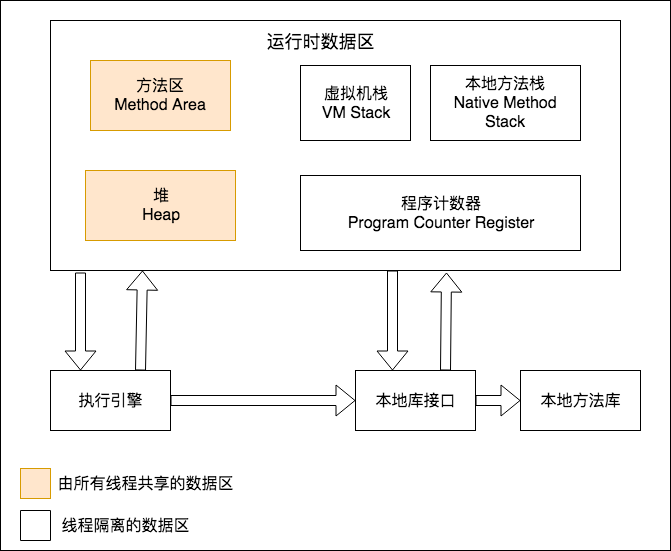 运行时数据区
方法区
Method Area
虚拟机栈
VM Stack
本地方法栈
Native Method
Stack
堆
Heap
程序计数器
Program Counter Register
执行引擎
本地库接口
本地方法库
由所有线程共享的数据区
线程隔离的数据区